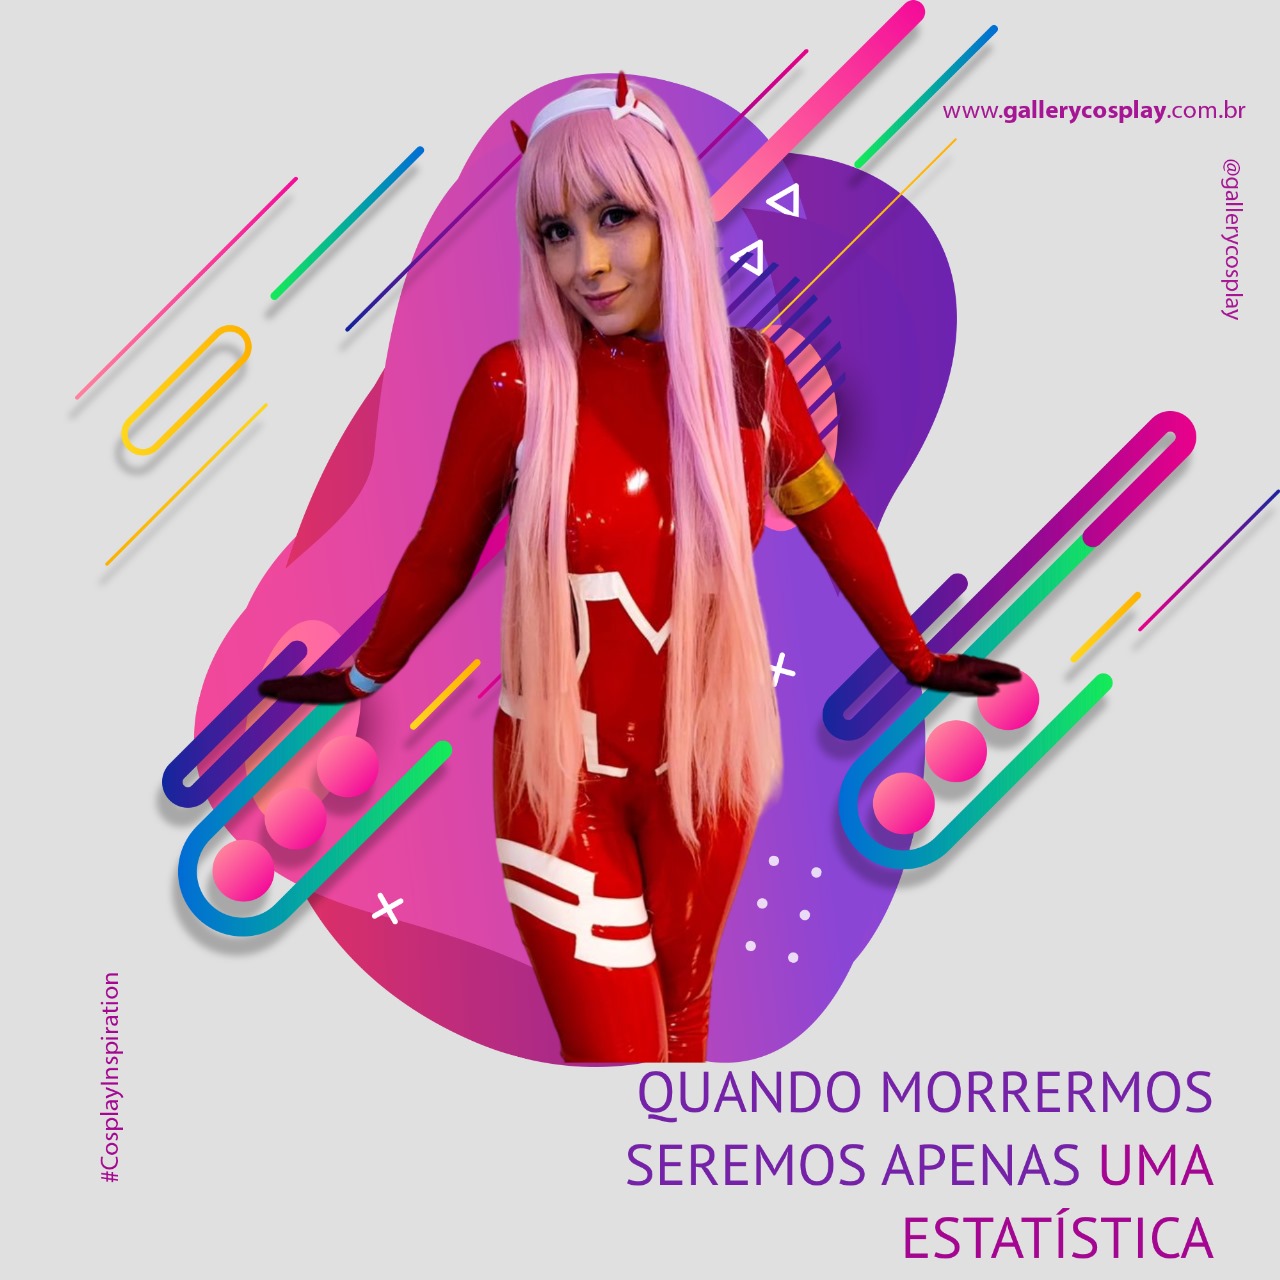 www.gallerycosplay.com.br
@gallerycosplay
#CosplayInspiration
QUANDO MORRERMOS
SEREMOS APENAS UMA
ESTATÍSTICA